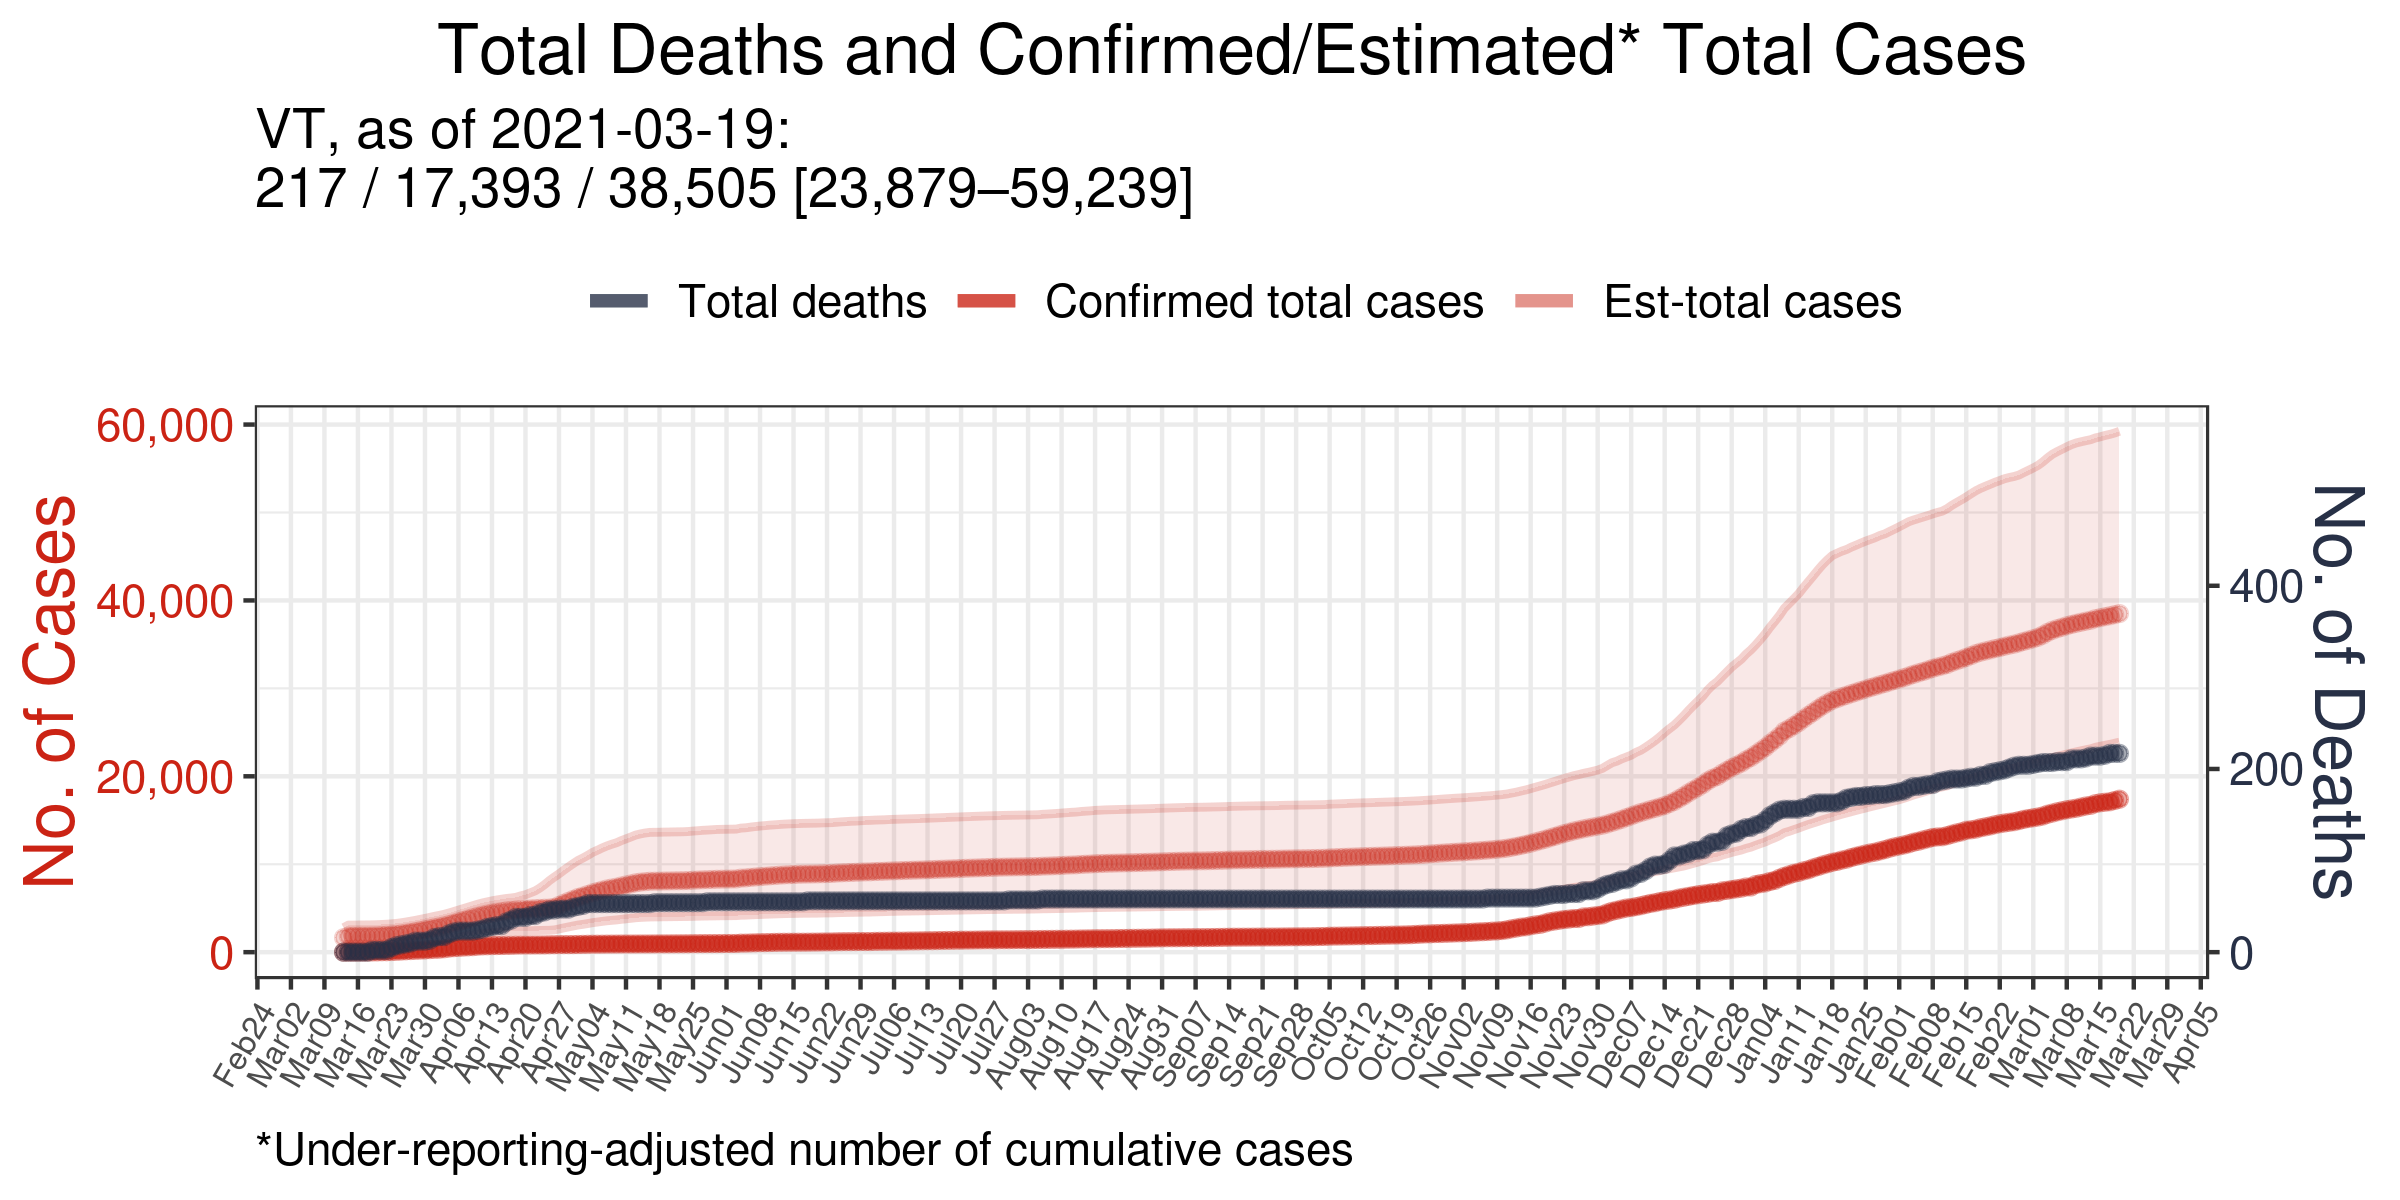 Total Deaths and Confirmed/Estimated* Total Cases
VT, as of 2021-03-19:
217 / 17,393 / 38,505 [23,879–59,239]
Total deaths
Confirmed total cases
Est-total cases
No. of Cases
60,000
40,000
20,000
0
400
200
0
No. of Deaths
Feb24
Mar02
Mar09
Mar16
Mar23
Mar30
Apr06
Apr13
Apr20
Apr27
May04
May11
May18
May25
Jun01
Jun08
Jun15
Jun22
Jun29
Jul06
Jul13
Jul20
Jul27
Aug03
Aug10
Aug17
Aug24
Aug31
Sep07
Sep14
Sep21
Sep28
Oct05
Oct12
Oct19
Oct26
Nov02
Nov09
Nov16
Nov23
Nov30
Dec07
Dec14
Dec21
Dec28
Jan04
Jan11
Jan18
Jan25
Feb01
Feb08
Feb15
Feb22
Mar01
Mar08
Mar15
Mar22
Mar29
Apr05
*Under-reporting-adjusted number of cumulative cases